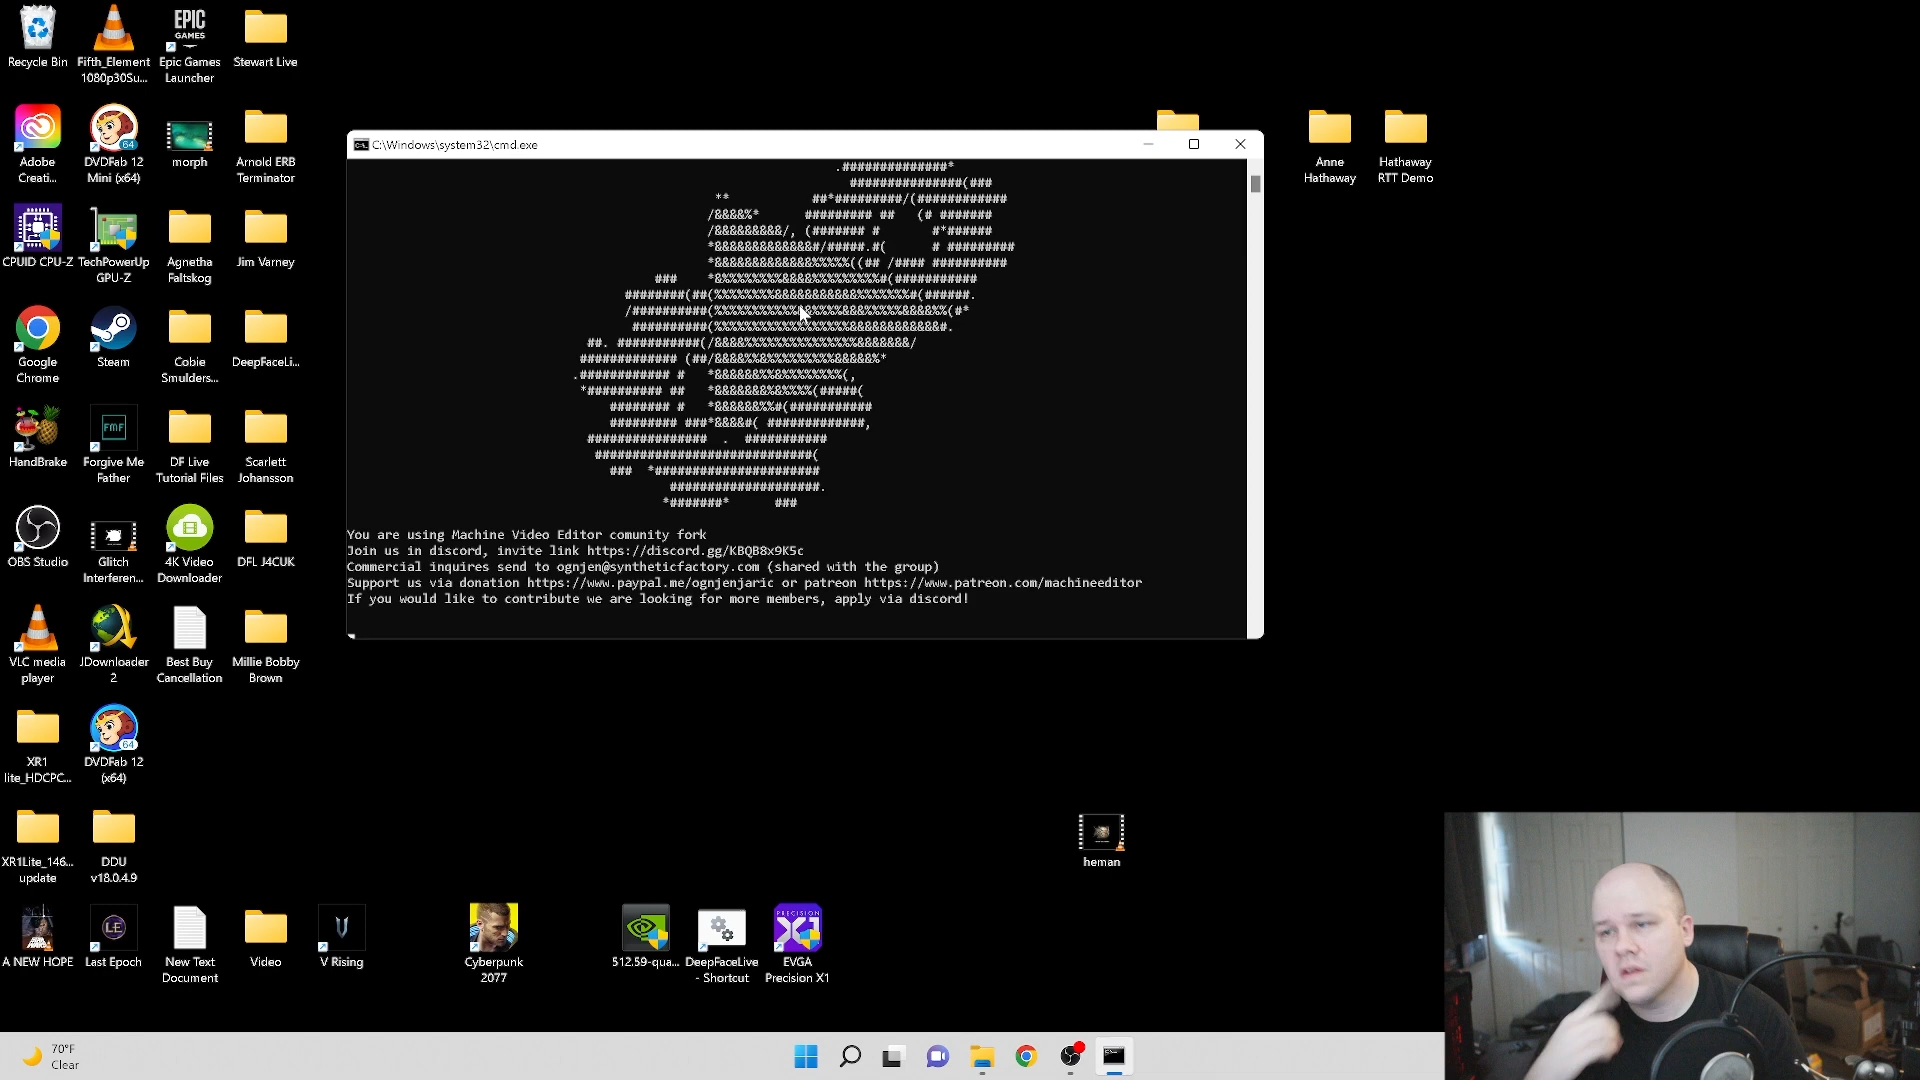 Recycle Bin
Fifth_Element
1080p30Su...
EPIC
GAMES
Epic Games
Launcher
Stewart Live
Adobe
Creati...
64
DVDFab 12
Mini (x64)
morph
Arnold ERB
Terminator
CPUID CPU-Z
TechPowerUp
GPU-Z
Agnetha
Faltskog
Jim Varney
Google
Chrome
Steam
Cobie
Smulders...
DeepFaceLi...
HandBrake
FMF
Forgive Me
Father
DF Live
Tutorial Files
Scarlett
Johansson
OBS Studio
Glitch
Interferen...
4K Video
Downloader
DFL J4CUK
VLC media
player
JDownloader
2
Best Buy
Cancellation
Millie Bobby
Brown
XR1
lite_HDCPC...
64
DVDFab 12
(x64)
XR1Lite_146...
update
DDU
v18.0.4.9
A NEW HOPE
LE
Last Epoch
New Text
Document
Video
V Rising
Cyberpunk
2077
512.59-qua...
DeepFaceLive
- Shortcut
PRECISION
X1
EVGA
Precision X1
heman
Anne
Hathaway
Hathaway
RTT Demo
C:\Windows\system32\cmd.exe
You are using Machine Video Editor comunity fork
Join us in discord, invite link https://discord.gg/KBQB8x9K5c
Commercial inquires send to ognjen@syntheticfactory.com (shared with the group)
Support us via donation https://www.paypal.me/ognjenjaric or patreon https://www.patreon.com/machineeditor
If you would like to contribute we are looking for more members, apply via discord!
70°F
Clear